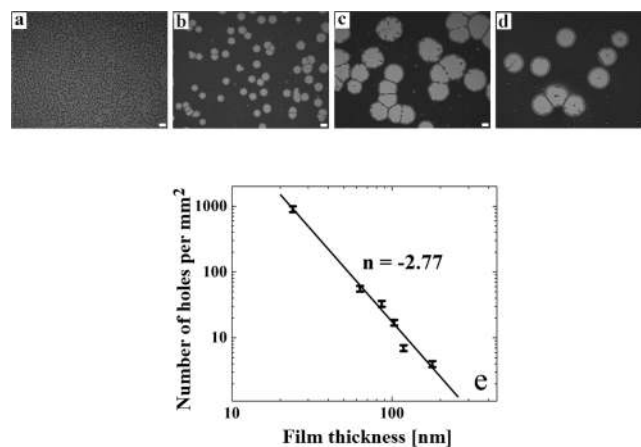 a
b
c
d
1000
100
10
10
100
Number of holes per mm²
n = -2.77
e
Film thickness [nm]